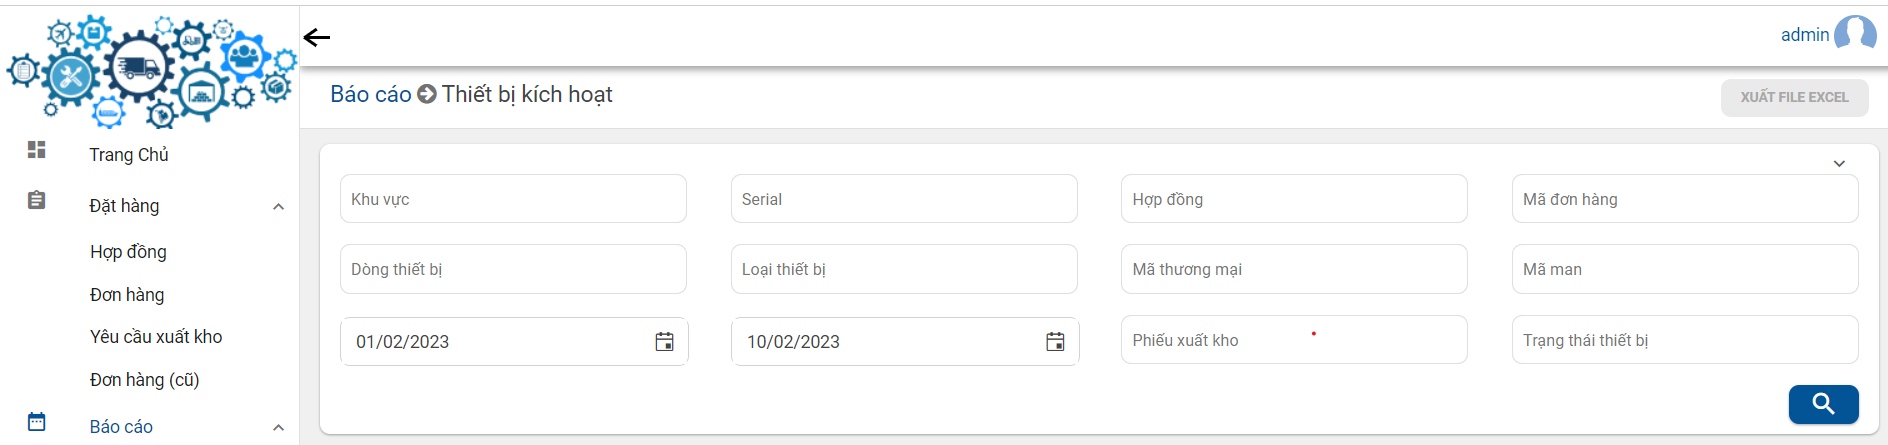 admin
Báo cáo Thiết bị kích hoạt
XUẤT FILE EXCEL
Trang Chủ
Đặt hàng
Hợp đồng
Đơn hàng
Yêu cầu xuất kho
Đơn hàng (cũ)
Báo cáo
Khu vực Serial Hợp đồng Mã đơn hàng
Dòng thiết bị Loại thiết bị Mã thương mại Mã man
01/02/2023 10/02/2023 Phiếu xuất kho Trạng thái thiết bị